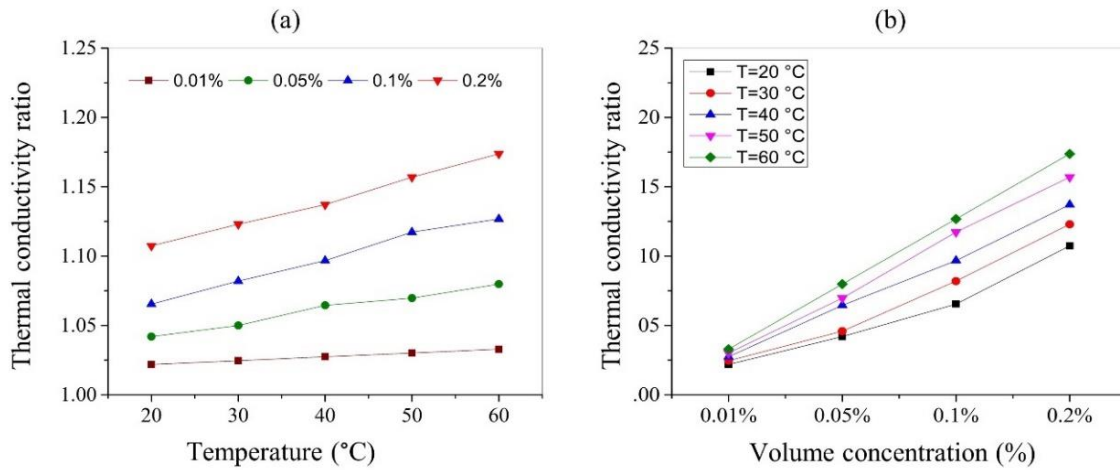 (a)
1.25
1.20
1.15
1.10
1.05
1.00
Thermal conductivity ratio
0.01% 0.05% 0.1% 0.2%
20 30 40 50 60
Temperature (°C)
(b)
25
20
15
10
05
.00
Thermal conductivity ratio
T=20 °C
T=30 °C
T=40 °C
T=50 °C
T=60 °C
0.01% 0.05% 0.1% 0.2%
Volume concentration (%)